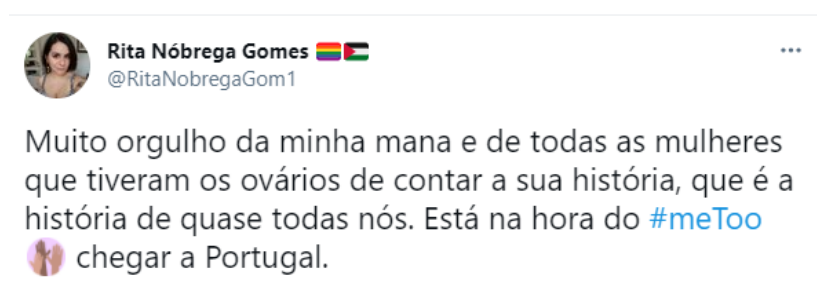 Rita Nóbrega Gomes 🏳️‍🌈🇵🇸
@RitaNobregaGom1
Muito orgulho da minha mana e de todas as mulheres
que tiveram os ovários de contar a sua história, que é a
história de quase todas nós. Está na hora do #meToo
chegar a Portugal.